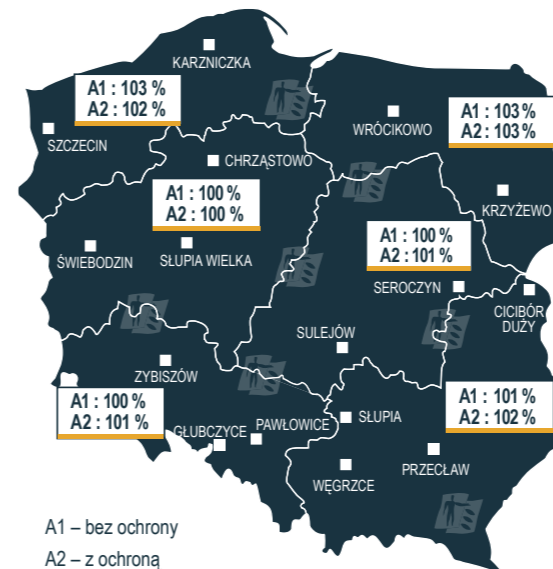 KARZNICZKA
A1 : 103 %
A2 : 102 %
SZCZECIN
WRÓCIKOWO
A1 : 103 %
A2 : 103 %
CHRZĄSTOWO
A1 : 100 %
A2 : 100 %
KRZYŻEWO
ŚWIEBODZIN
SŁUPIA WIELKA
A1 : 100 %
A2 : 101 %
SEROCZYN
CICIBÓR
DUŻY
SULEJÓW
ZYBISZÓW
A1 : 100 %
A2 : 101 %
GŁUBCZYCE
PAWŁOWICE
SŁUPIA
A1 : 101 %
A2 : 102 %
PRZECŁAW
WĘGRZCE
A1 – bez ochrony
A2 – z ochroną